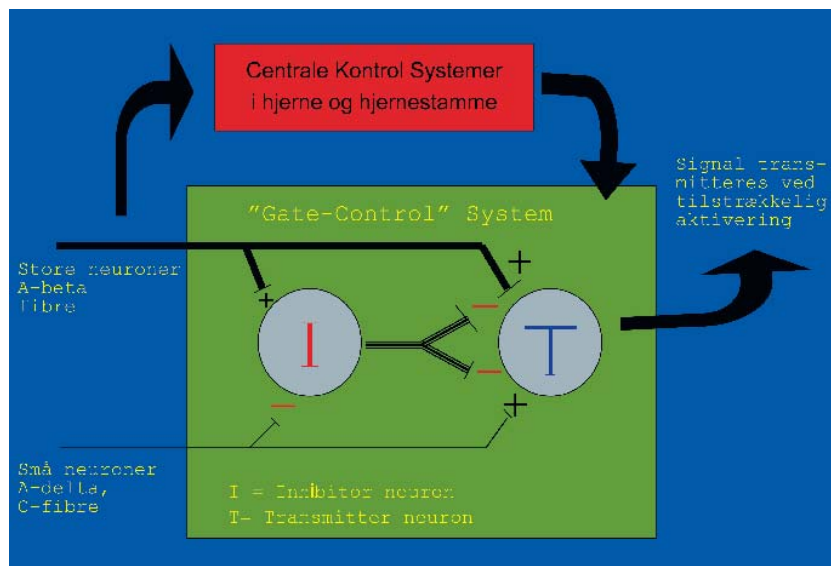 Centrale Kontrol Systemer
i hjerne og hjernestamme
Signal trans-
mitteres ved
tilstrækkelig
aktivering
"Gate-Control" System
Store neuroner
A-beta
fibre
+
+
I
−
−
T
−
+
Små neuroner
A-delta,
C-fibre
I = Innibitor neuron
T= Transmitter neuron